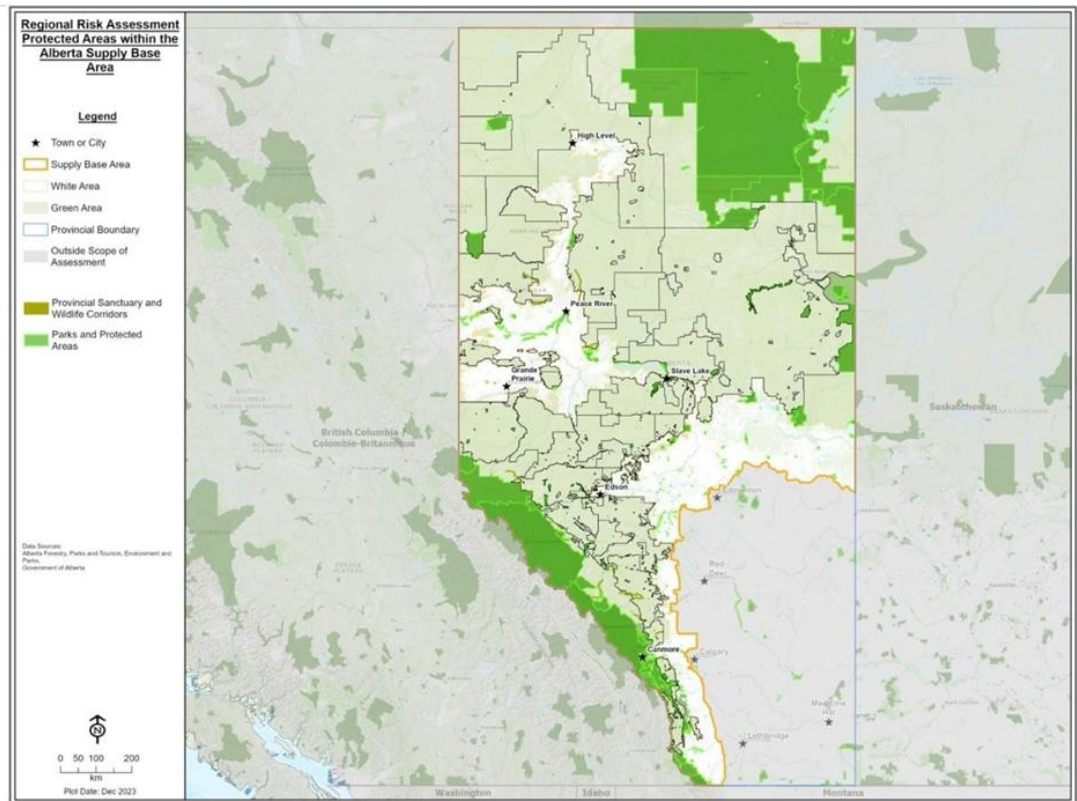 Regional Risk Assessment
Protected Areas within the
Alberta Supply Base
Area
Legend
Town or City
Supply Base Area
White Area
Green Area
Provincial Boundary
Outside Scope of
Assessment
Provincial Sanctuary and
Wildlife Corridors
Parks and Protected
Areas
Data Sources:
Alberta Forestry, Parks and Tourism, Environment and
Parks,
Government of Alberta
N
0 50 100 200
km
Plot Date: Dec 2023
High Level
Peace River
Grande
Prairie
Slave Lake
Saskatchewan
British Columbia /
Colombie-Britannique
Edson
Edmonton
Red
Deer
Canmore
Calgary
Medicine
Hat
Lethbridge
Washington
Idaho
Montana